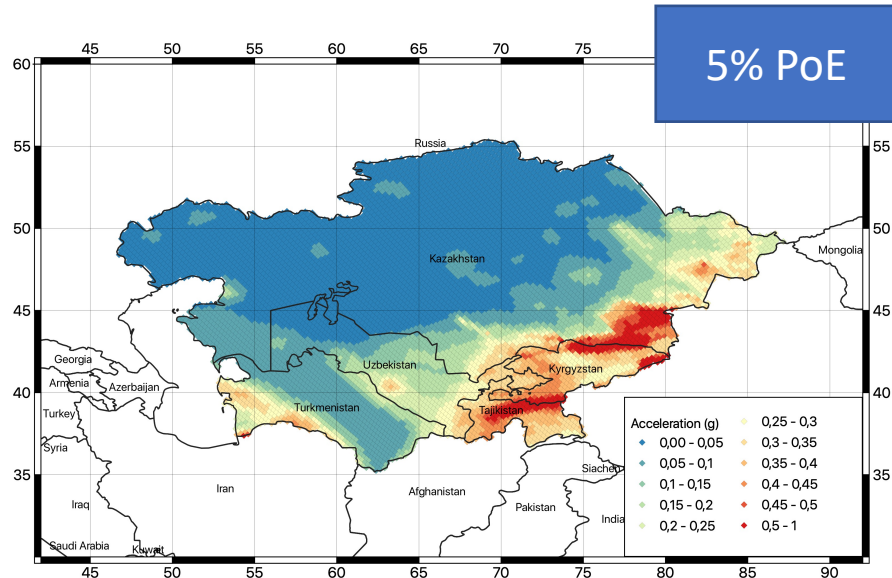 5% PoE
45 50 55 60 65 70 75 80 85 90
60
55 55
Russia
50 50
Mongolia
Kazakhstan
45 45
Georgia
Uzbekistan
Kyrgyzstan
Armenia
Azerbaijan
40 40
Turkey
Turkmenistan
Tajikistan
Syria
35 35
Siachen
Iran
Afghanistan
Iraq
Pakistan
India
Saudi Arabia
Kuwait
Acceleration (g)
0,00 - 0,05
0,05 - 0,1
0,1 - 0,15
0,15 - 0,2
0,2 - 0,25
0,25 - 0,3
0,3 - 0,35
0,35 - 0,4
0,4 - 0,45
0,45 - 0,5
0,5 - 1
45 50 55 60 65 70 75 80 85 90